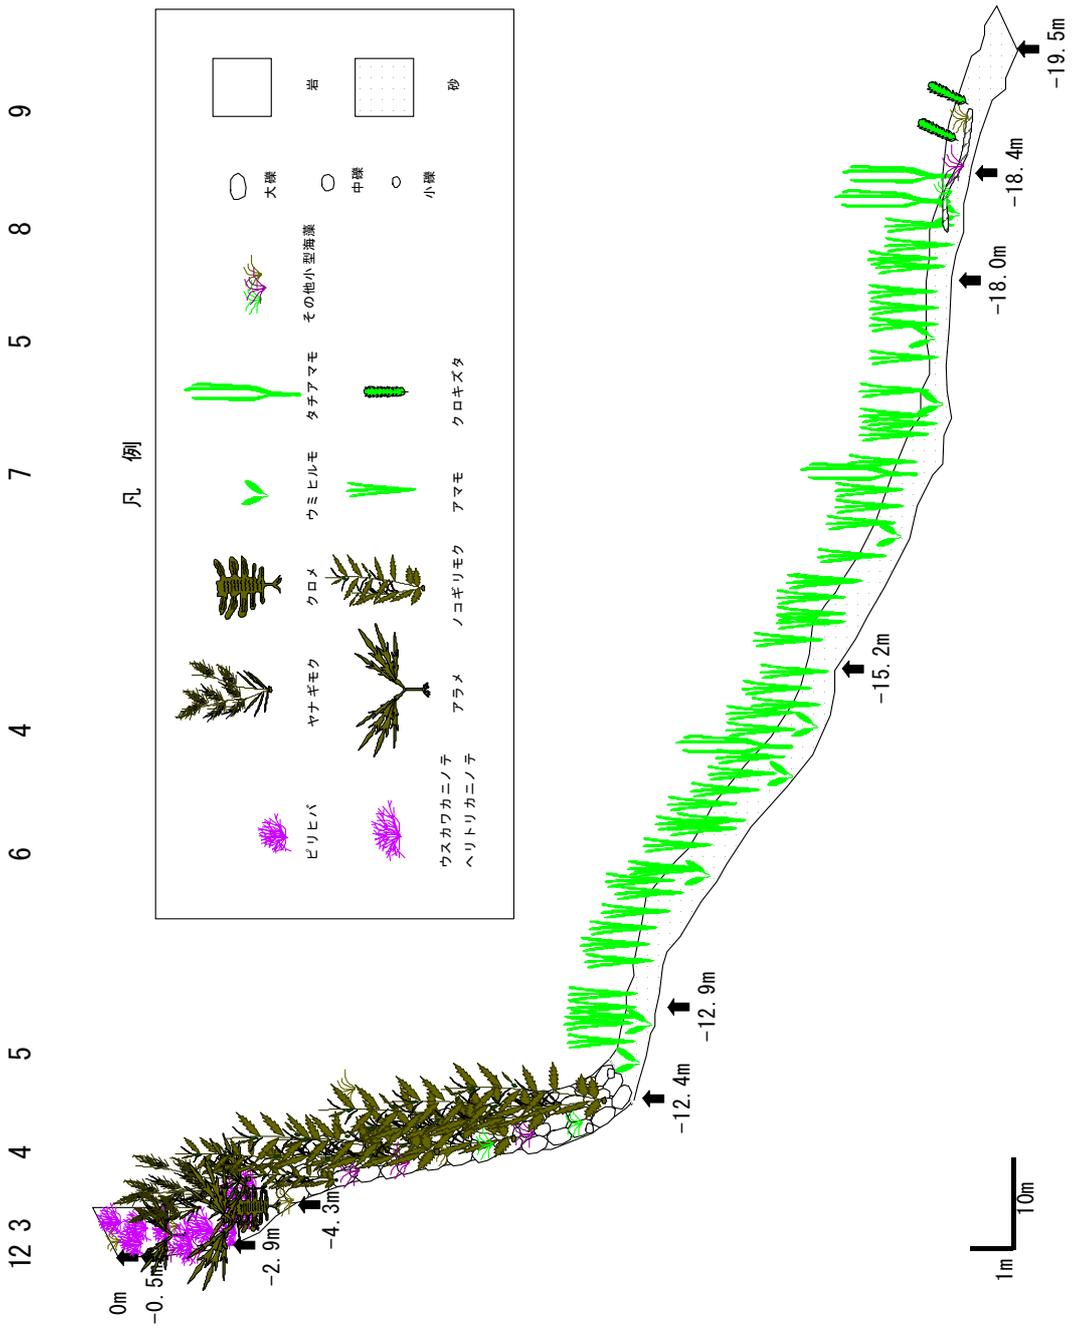 1 2 3 4 5 6 4 7 5 8 9
凡 例
ピリヒバ
ヤナギモク
クロメ
ウミヒルモ
タチアマモ
その他小型海藻
大礫
中礫
小礫
岩
砂
ウスカワカニノテ
ヘリトリカニノテ
アラメ
ノコギリモク
アマモ
クロキズタ
0m
-0.5m
-2.9m
-4.3m
-12.4m
-12.9m
-15.2m
-18.0m
-18.4m
-19.5m
1m
10m